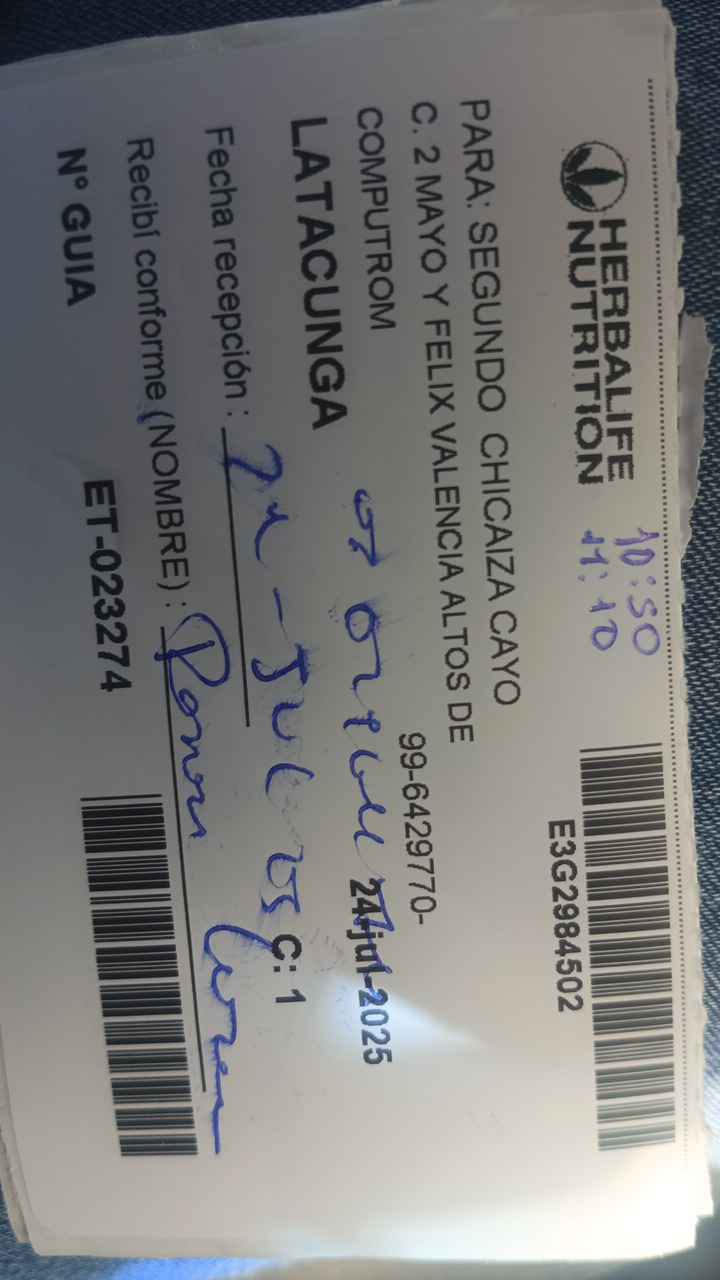 HERBALIFE
NUTRITION
10:50
11:10
E3G2984502
PARA: SEGUNDO CHICAIZA CAYO
C. 2 MAYO Y FELIX VALENCIA ALTOS DE
COMPUTROM
99-6429770-
LATACUNGA
24-jul-2025
Fecha recepción :
C: 1
Recibí conforme (NOMBRE) :
N° GUIA
ET-023274